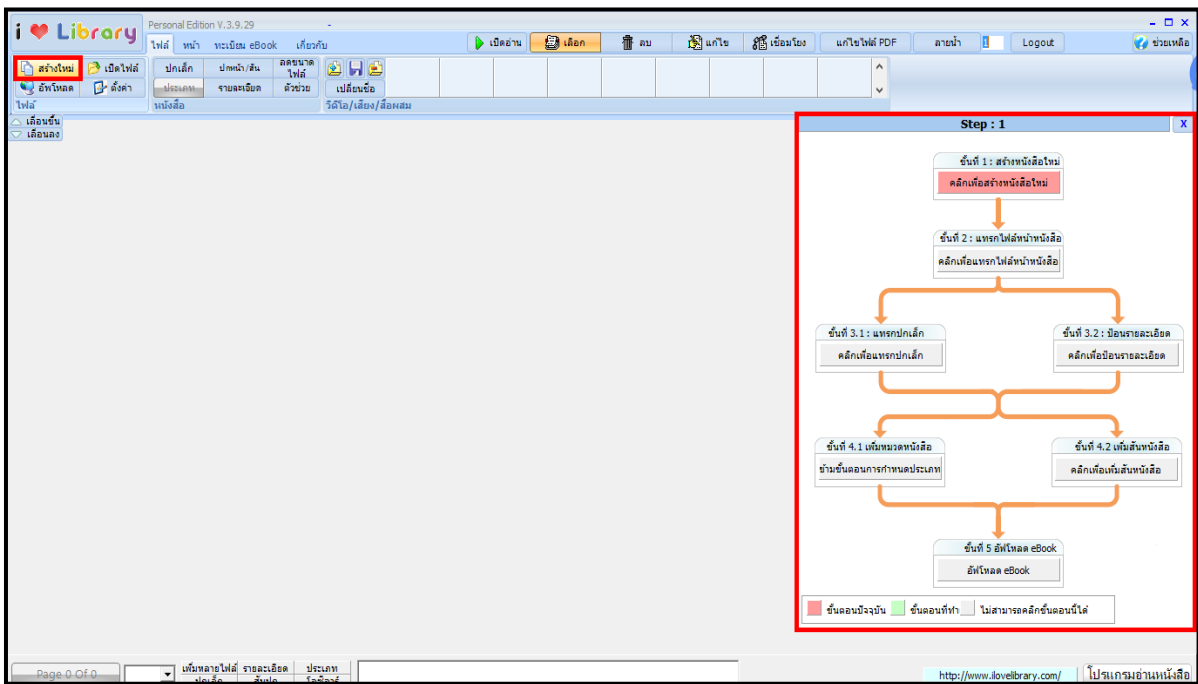 i Library
Personal Edition V.3.9.29 -
ไฟล์ หน้า ทะเบียน eBook เกี่ยวกับ
เปิดอ่าน เลือก ลบ แก้ไข เชื่อมโยง แก้ไขไฟล์ PDF ลายน้ำ 1 Logout ช่วยเหลือ
สร้างใหม่ เปิดไฟล์ ปกเล็ก ปกหน้า/สัน ลดขนาดไฟล์
อัพโหลด ตั้งค่า ประเภท รายละเอียด ตัวช่วย เปลี่ยนชื่อ
ไฟล์ หนังสือ วีดีโอ/เสียง/สื่อผสม
เลื่อนขึ้น
เลื่อนลง
Step : 1 X
ขั้นที่ 1 : สร้างหนังสือใหม่
คลิกเพื่อสร้างหนังสือใหม่
ขั้นที่ 2 : แทรกไฟล์หน้าหนังสือ
คลิกเพื่อแทรกไฟล์หน้าหนังสือ
ขั้นที่ 3.1 : แทรกปกเล็ก ขั้นที่ 3.2 : ป้อนรายละเอียด
คลิกเพื่อแทรกปกเล็ก คลิกเพื่อป้อนรายละเอียด
ขั้นที่ 4.1 เพิ่มหมวดหนังสือ ขั้นที่ 4.2 เพิ่มสันหนังสือ
ข้ามขั้นตอนการกำหนดประเภท คลิกเพื่อเพิ่มสันหนังสือ
ขั้นที่ 5 อัพโหลด eBook
อัพโหลด eBook
ขั้นตอนปัจจุบัน ขั้นตอนที่ทำ ไม่สามารถคลิกขั้นตอนนี้ได้
Page 0 Of 0 เพิ่มหลายไฟล์ รายละเอียด ประเภท
ปกเล็ก สันปก http://www.ilovelibrary.com/ โปรแกรมอ่านหนังสือ